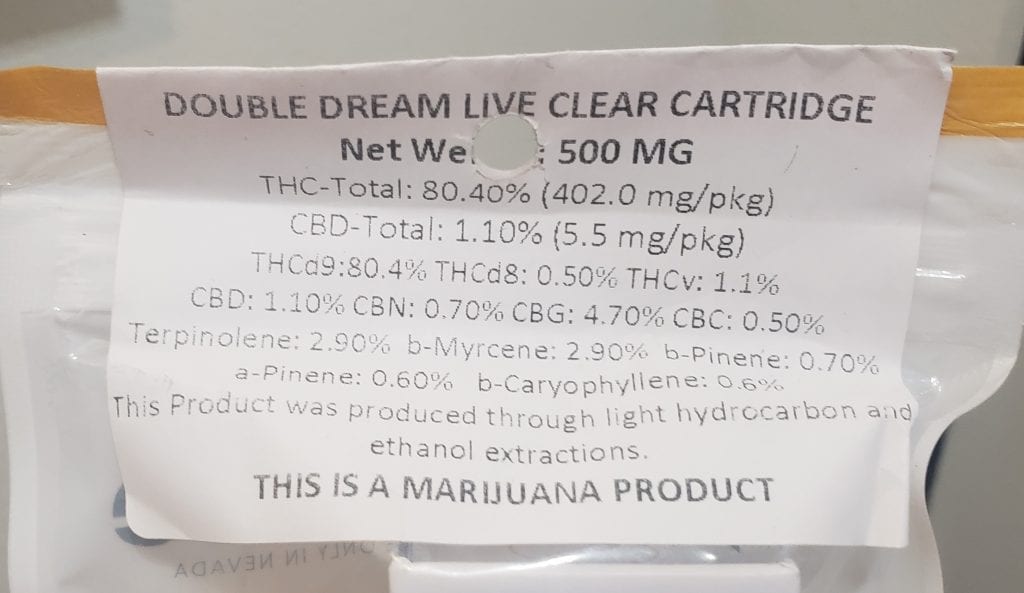 DOUBLE DREAM LIVE CLEAR CARTRIDGE
Net : 500 MG
THC-Total: 80.40% (402.0 mg/pkg)
CBD-Total: 1.10% (5.5 mg/pkg)
THCd9:80.4% THCd8: 0.50% THCv: 1.1%
CBD: 1.10% CBN: 0.70% CBG: 4.70% CBC: 0.50%
Terpinolene: 2.90% b-Myrcene: 2.90% b-Pinene: 0.70%
a-Pinene: 0.60% b-Caryophyllene: 0.6%
This Product was produced through light hydrocarbon and
ethanol extractions.
THIS IS A MARIJUANA PRODUCT
ONLY IN NEVADA